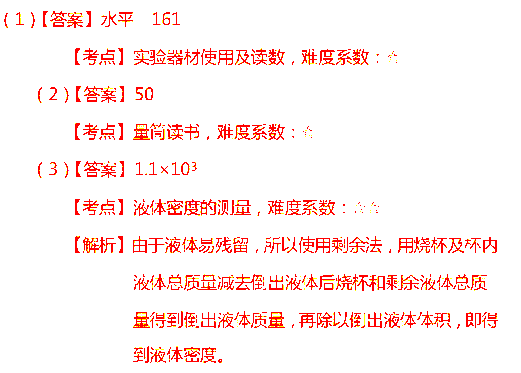 (1)【答案】水平 161
【考点】实验器材使用及读数，难度系数：☆
(2)【答案】50
【考点】量筒读书，难度系数：☆
(3)【答案】1.1×10³
【考点】液体密度的测量，难度系数：☆☆
【解析】由于液体易残留，所以使用剩余法，用烧杯及杯内
液体总质量减去倒出液体后烧杯和剩余液体总质
量得到倒出液体质量，再除以倒出液体体积，即得
到液体密度。